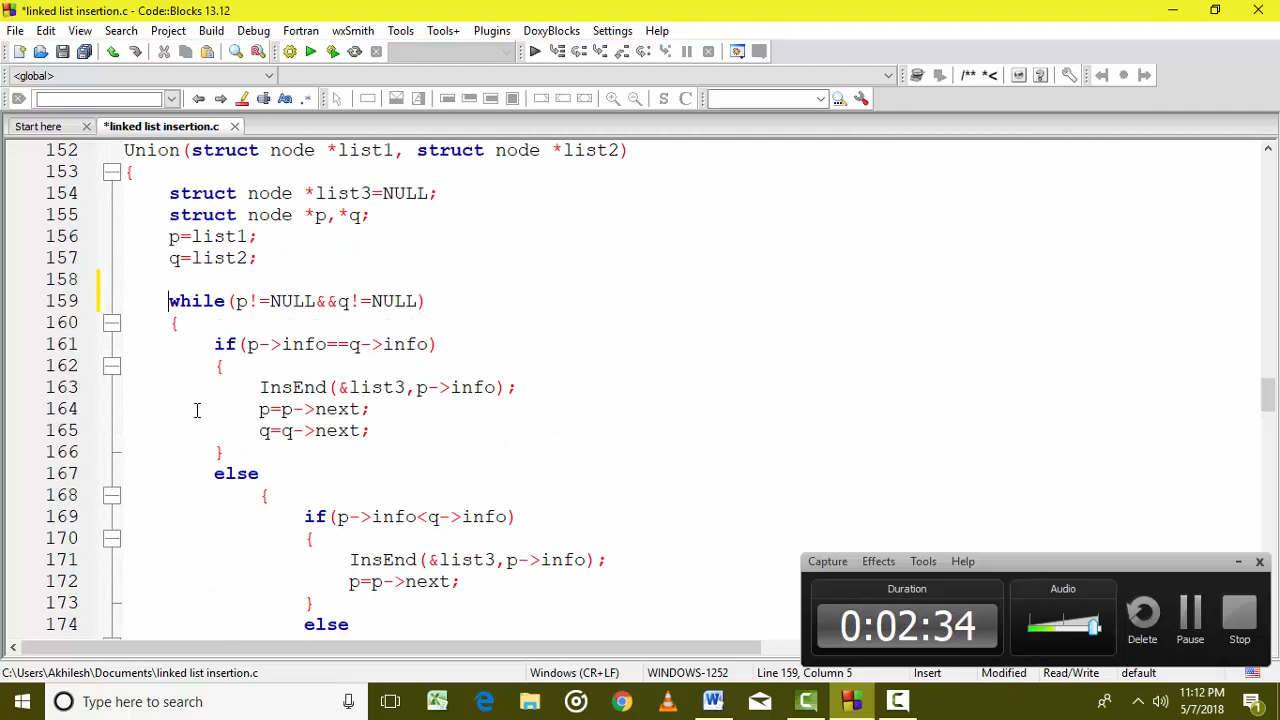 *linked list insertion.c - Code::Blocks 13.12
File Edit View Search Project Build Debug Fortran wxSmith Tools Tools+ Plugins DoxyBlocks Settings Help
<global>
/** *<
Start here *linked list insertion.c
152 Union(struct node *list1, struct node *list2)
153 {
154 struct node *list3=NULL;
155 struct node *p,*q;
156 p=list1;
157 q=list2;
158
159 while(p!=NULL&&q!=NULL)
160 {
161 if(p->info==q->info)
162 {
163 InsEnd(&list3,p->info);
164 p=p->next;
165 q=q->next;
166 }
167 else
168 {
169 if(p->info<q->info)
170 {
171 InsEnd(&list3,p->info);
172 p=p->next;
173 }
174 else
Capture Effects Tools Help
Duration Audio
0:02:34
Delete Pause Stop
C:\Users\Akhilesh\Documents\linked list insertion.c Windows (CR+LF) WINDOWS-1252 Line 159, Column 5 Insert Modified Read/Write default
Type here to search
11:12 PM
5/7/2018